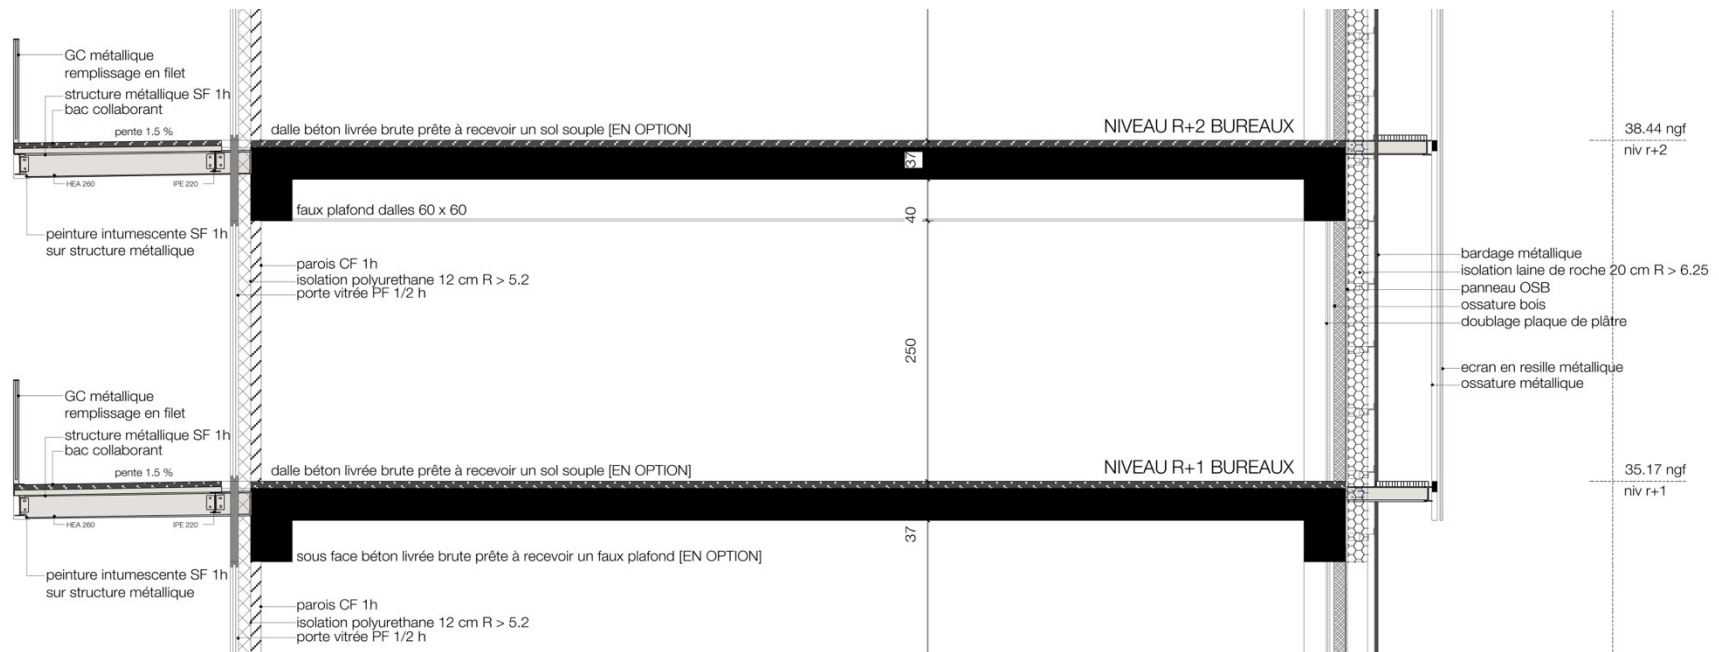 GC métallique
remplissage en filet
structure métallique SF 1h
bac collaborant
pente 1.5 %
dalle béton livrée brute prête à recevoir un sol souple [EN OPTION]
NIVEAU R+2 BUREAUX
38.44 ngf
niv r+2
37
HEA 260
IPE 220
faux plafond dalles 60 x 60
40
peinture intumescente SF 1h
sur structure métallique
parois CF 1h
isolation polyurethane 12 cm R > 5.2
porte vitrée PF 1/2 h
bardage métallique
isolation laine de roche 20 cm R > 6.25
panneau OSB
ossature bois
doublage plaque de plâtre
250
ecran en resille métallique
ossature métallique
GC métallique
remplissage en filet
structure métallique SF 1h
bac collaborant
pente 1.5 %
dalle béton livrée brute prête à recevoir un sol souple [EN OPTION]
NIVEAU R+1 BUREAUX
35.17 ngf
niv r+1
HEA 260
IPE 220
37
sous face béton livrée brute prête à recevoir un faux plafond [EN OPTION]
peinture intumescente SF 1h
sur structure métallique
parois CF 1h
isolation polyurethane 12 cm R > 5.2
porte vitrée PF 1/2 h